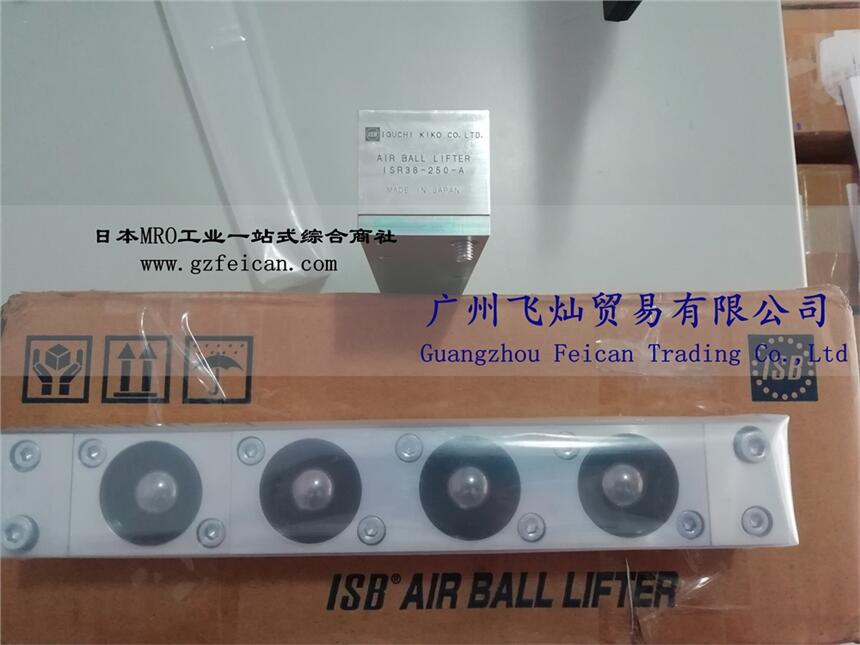 ISB IGUCHI KIKO CO.,LTD.
AIR BALL LIFTER
ISR38-250-A
MADE IN JAPAN
日本MRO工业一站式综合商社
www.gzfeican.com
广州飞灿贸易有限公司
Guangzhou Feican Trading Co.,Ltd
ISB
ISB® AIR BALL LIFTER